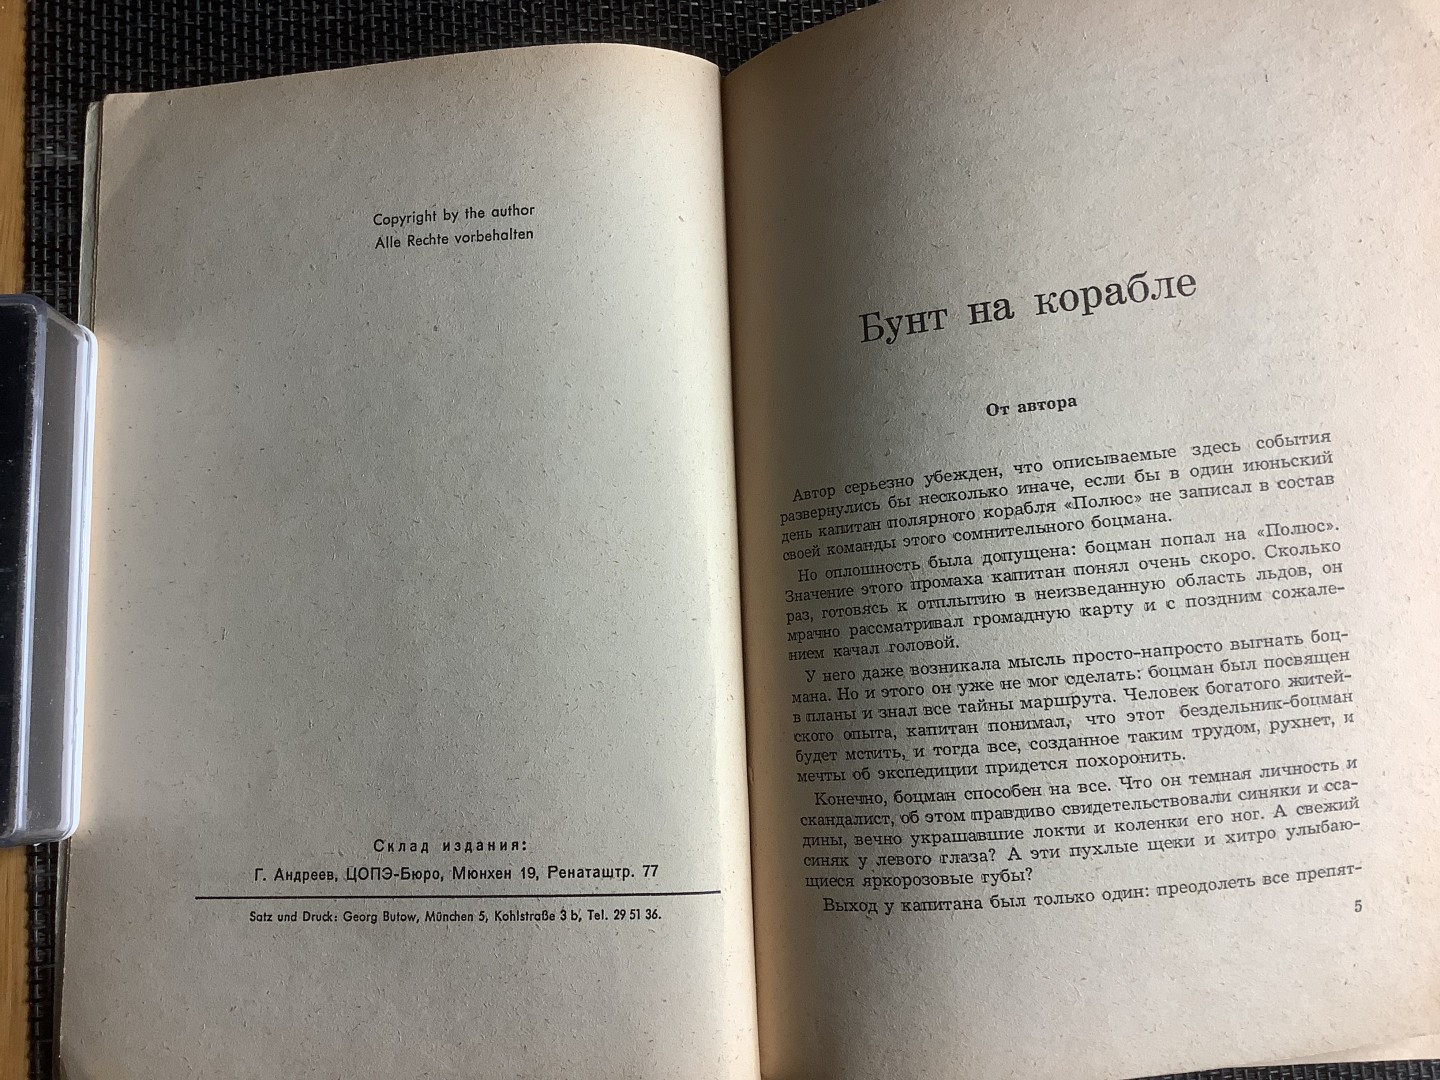 Copyright by the author
Alle Rechte vorbehalten
Склад издания:
Г. Андреев, ЦОПЭ-Бюро, Мюнхен 19, Ренаташтр. 77
Satz und Druck: Georg Butow, München 5, Kohlstraße 3 b, Tel. 29 51 36.
Бунт на корабле
От автора
Автор серьезно убежден, что описываемые здесь события
развернулись бы несколько иначе, если бы в один июньский
день капитан полярного корабля «Полюс» не записал в состав
своей команды этого сомнительного боцмана.
Но оплошность была допущена: боцман попал на «Полюс».
Значение этого промаха капитан понял очень скоро. Сколько
раз, готовясь к отплытию в неизведанную область льдов, он
мрачно рассматривал громадную карту и с поздним сожале-
нием качал головой.
У него даже возникала мысль просто-напросто выгнать боц-
мана. Но и этого он уже не мог сделать: боцман был посвящен
в планы и знал все тайны маршрута. Человек богатого житей-
ского опыта, капитан понимал, что этот бездельник-боцман
будет мстить, и тогда все, созданное таким трудом, рухнет, и
мечты об экспедиции придется похоронить.
Конечно, боцман способен на все. Что он темная личность и
скандалист, об этом правдиво свидетельствовали синяки и сса-
дины, вечно украшавшие локти и коленки его ног. А свежий
синяк у левого глаза? А эти пухлые щеки и хитро улыбаю-
щиеся яркорозовые губы?
Выход у капитана был только один: преодолеть все препят-
5